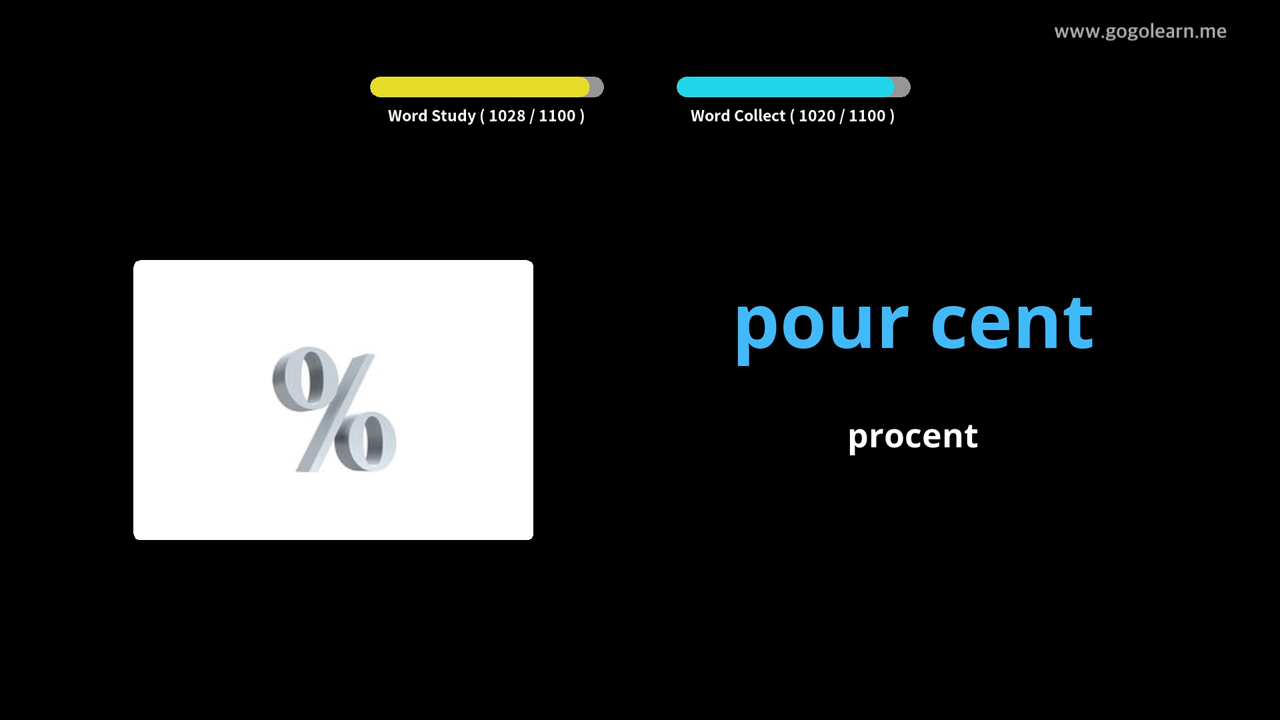 www.gogolearn.me
Word Study ( 1028 / 1100 )
Word Collect ( 1020 / 1100 )
%
pour cent
procent